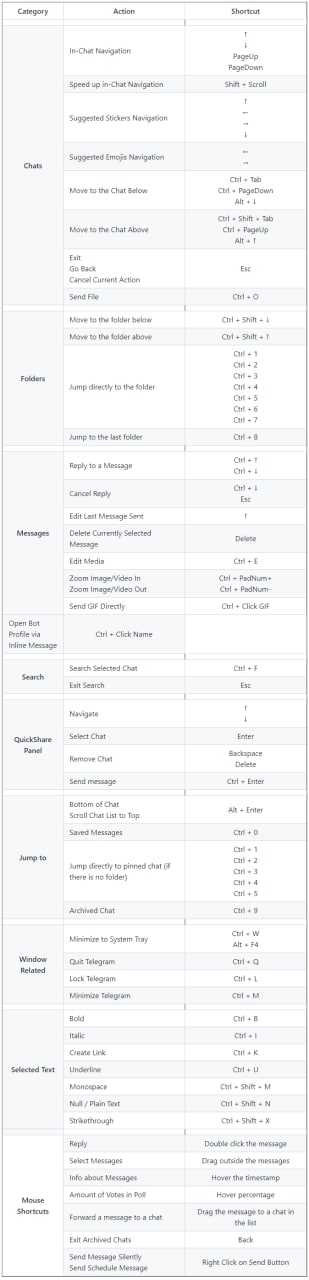 Category Action Shortcut
Chats
In-Chat Navigation
↑
↓
PageUp
PageDown
Speed up in-Chat Navigation Shift + Scroll
Suggested Stickers Navigation
↑
←
→
↓
Suggested Emojis Navigation
←
→
Move to the Chat Below
Ctrl + Tab
Ctrl + PageDown
Alt + ↓
Move to the Chat Above
Ctrl + Shift + Tab
Ctrl + PageUp
Alt + ↑
Exit
Go Back
Cancel Current Action
Esc
Send File Ctrl + O
Folders
Move to the folder below Ctrl + Shift + ↓
Move to the folder above Ctrl + Shift + ↑
Jump directly to the folder
Ctrl + 1
Ctrl + 2
Ctrl + 3
Ctrl + 4
Ctrl + 5
Ctrl + 6
Ctrl + 7
Jump to the last folder Ctrl + 8
Messages
Reply to a Message
Ctrl + ↑
Ctrl + ↓
Cancel Reply
Ctrl + ↓
Esc
Edit Last Message Sent ↑
Delete Currently Selected
Message
Delete
Edit Media Ctrl + E
Zoom Image/Video In Ctrl + PadNum+
Zoom Image/Video Out Ctrl + PadNum-
Send GIF Directly Ctrl + Click GIF
Open Bot
Profile via
Inline Message
Ctrl + Click Name
Search
Search Selected Chat Ctrl + F
Exit Search Esc
QuickShare
Panel
Navigate
↑
↓
Select Chat Enter
Remove Chat
Backspace
Delete
Send message Ctrl + Enter
Jump to
Bottom of Chat
Scroll Chat List to Top
Alt + Enter
Saved Messages Ctrl + 0
Jump directly to pinned chat (if
there is no folder)
Ctrl + 1
Ctrl + 2
Ctrl + 3
Ctrl + 4
Ctrl + 5
Archived Chat Ctrl + 9
Window
Related
Minimize to System Tray
Ctrl + W
Alt + F4
Quit Telegram Ctrl + Q
Lock Telegram Ctrl + L
Minimize Telegram Ctrl + M
Selected Text
Bold Ctrl + B
Italic Ctrl + I
Create Link Ctrl + K
Underline Ctrl + U
Monospace Ctrl + Shift + M
Null / Plain Text Ctrl + Shift + N
Strikethrough Ctrl + Shift + X
Mouse
Shortcuts
Reply Double click the message
Select Messages Drag outside the messages
Info about Messages Hover the timestamp
Amount of Votes in Poll Hover percentage
Forward a message to a chat
Drag the message to a chat in
the list
Exit Archived Chats Back
Send Message Silently
Send Schedule Message
Right Click on Send Button